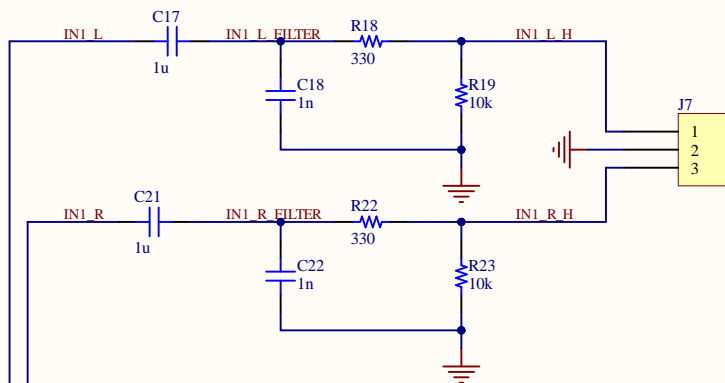 C17
IN1_L
IN1_L_FILTER
R18
IN1_L_H
1u
330
C18
1n
R19
10k
J7
1
2
3
C21
IN1_R
IN1_R_FILTER
R22
IN1_R_H
1u
330
C22
1n
R23
10k